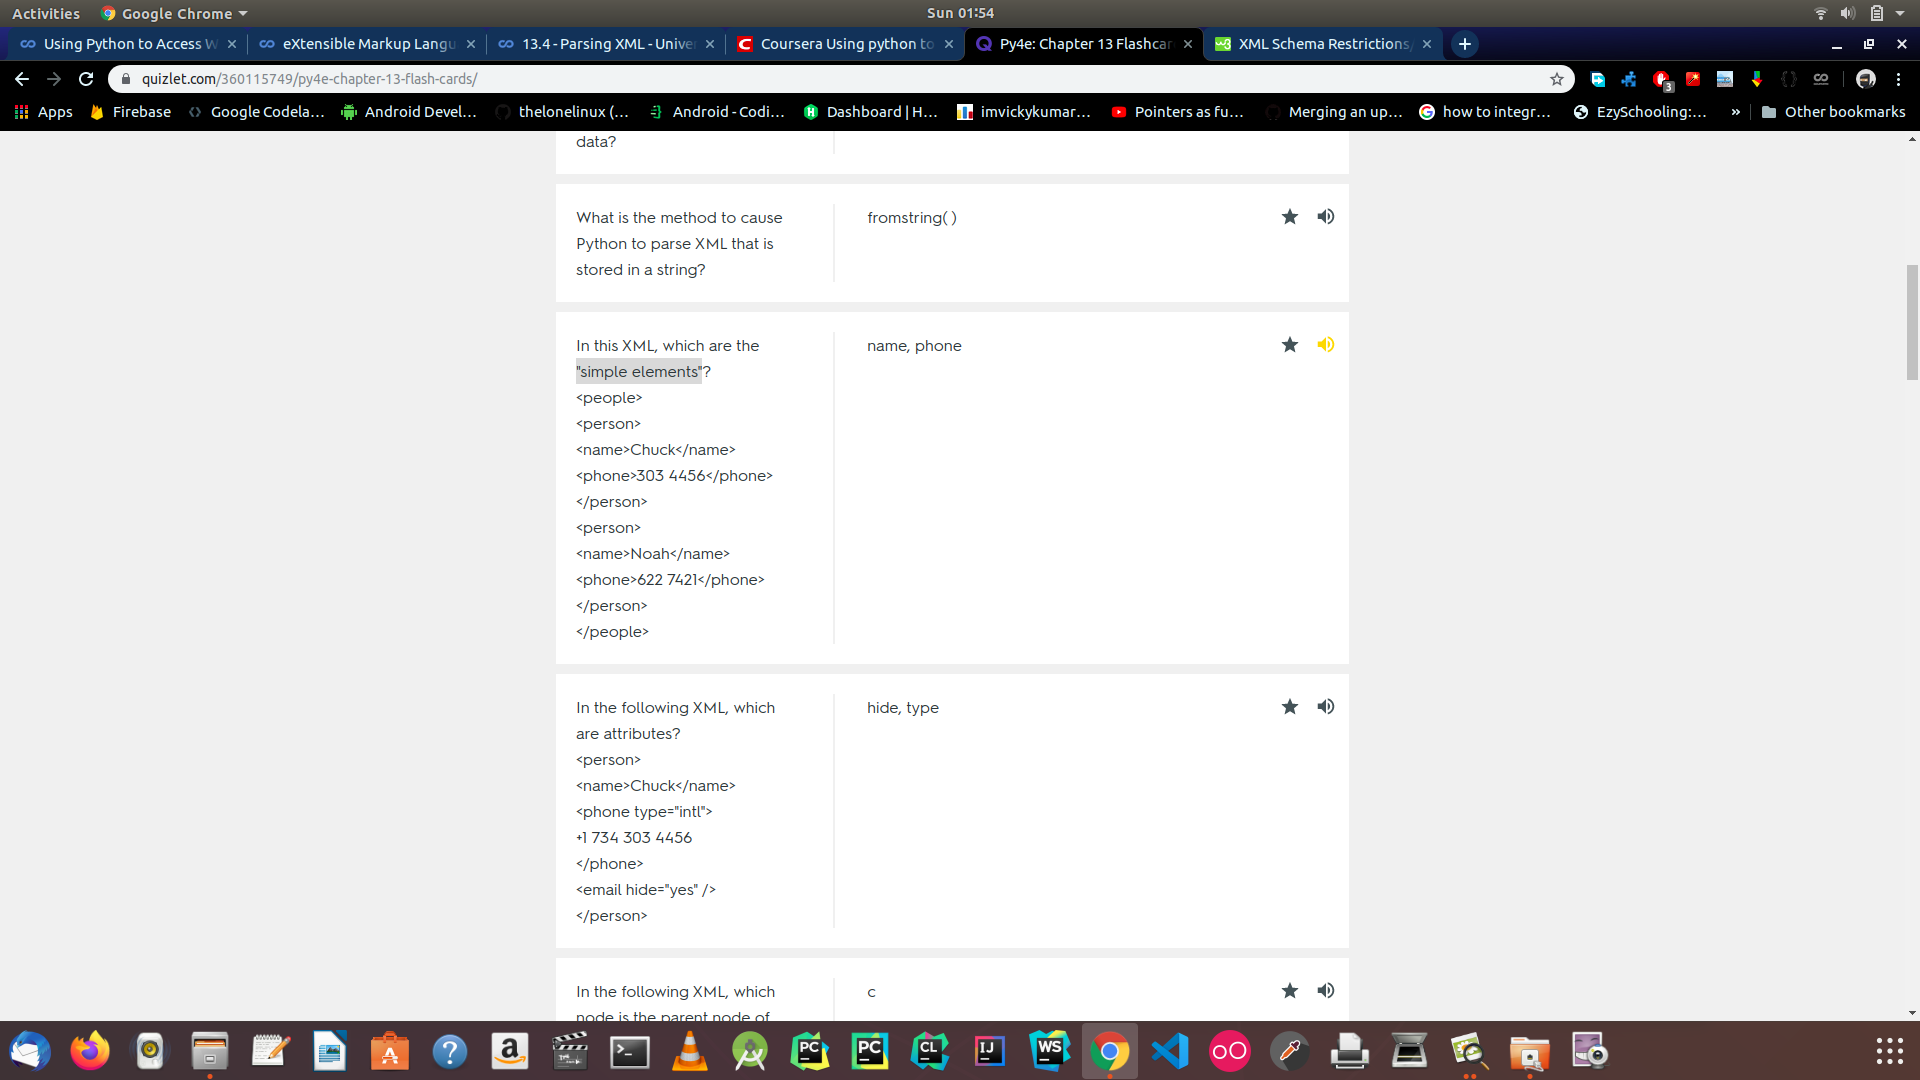 Activities Google Chrome Sun 01:54
Using Python to Access W eXtensible Markup Langu 13.4 - Parsing XML - Univer Coursera Using python to Py4e: Chapter 13 Flashcar XML Schema Restrictions/
quizlet.com/360115749/py4e-chapter-13-flash-cards/ 3
Apps Firebase Google Codela... Android Devel... thelonelinux (... Android - Codi... Dashboard | H... imvickykumar... Pointers as fu... Merging an up... how to integr... EzySchooling:... » Other bookmarks
data?
What is the method to cause
Python to parse XML that is
stored in a string?
fromstring( )
In this XML, which are the
"simple elements"?
<people>
<person>
<name>Chuck</name>
<phone>303 4456</phone>
</person>
<person>
<name>Noah</name>
<phone>622 7421</phone>
</person>
</people>
name, phone
In the following XML, which
are attributes?
<person>
<name>Chuck</name>
<phone type="intl">
+1 734 303 4456
</phone>
<email hide="yes" />
</person>
hide, type
In the following XML, which
node is the parent node of
c